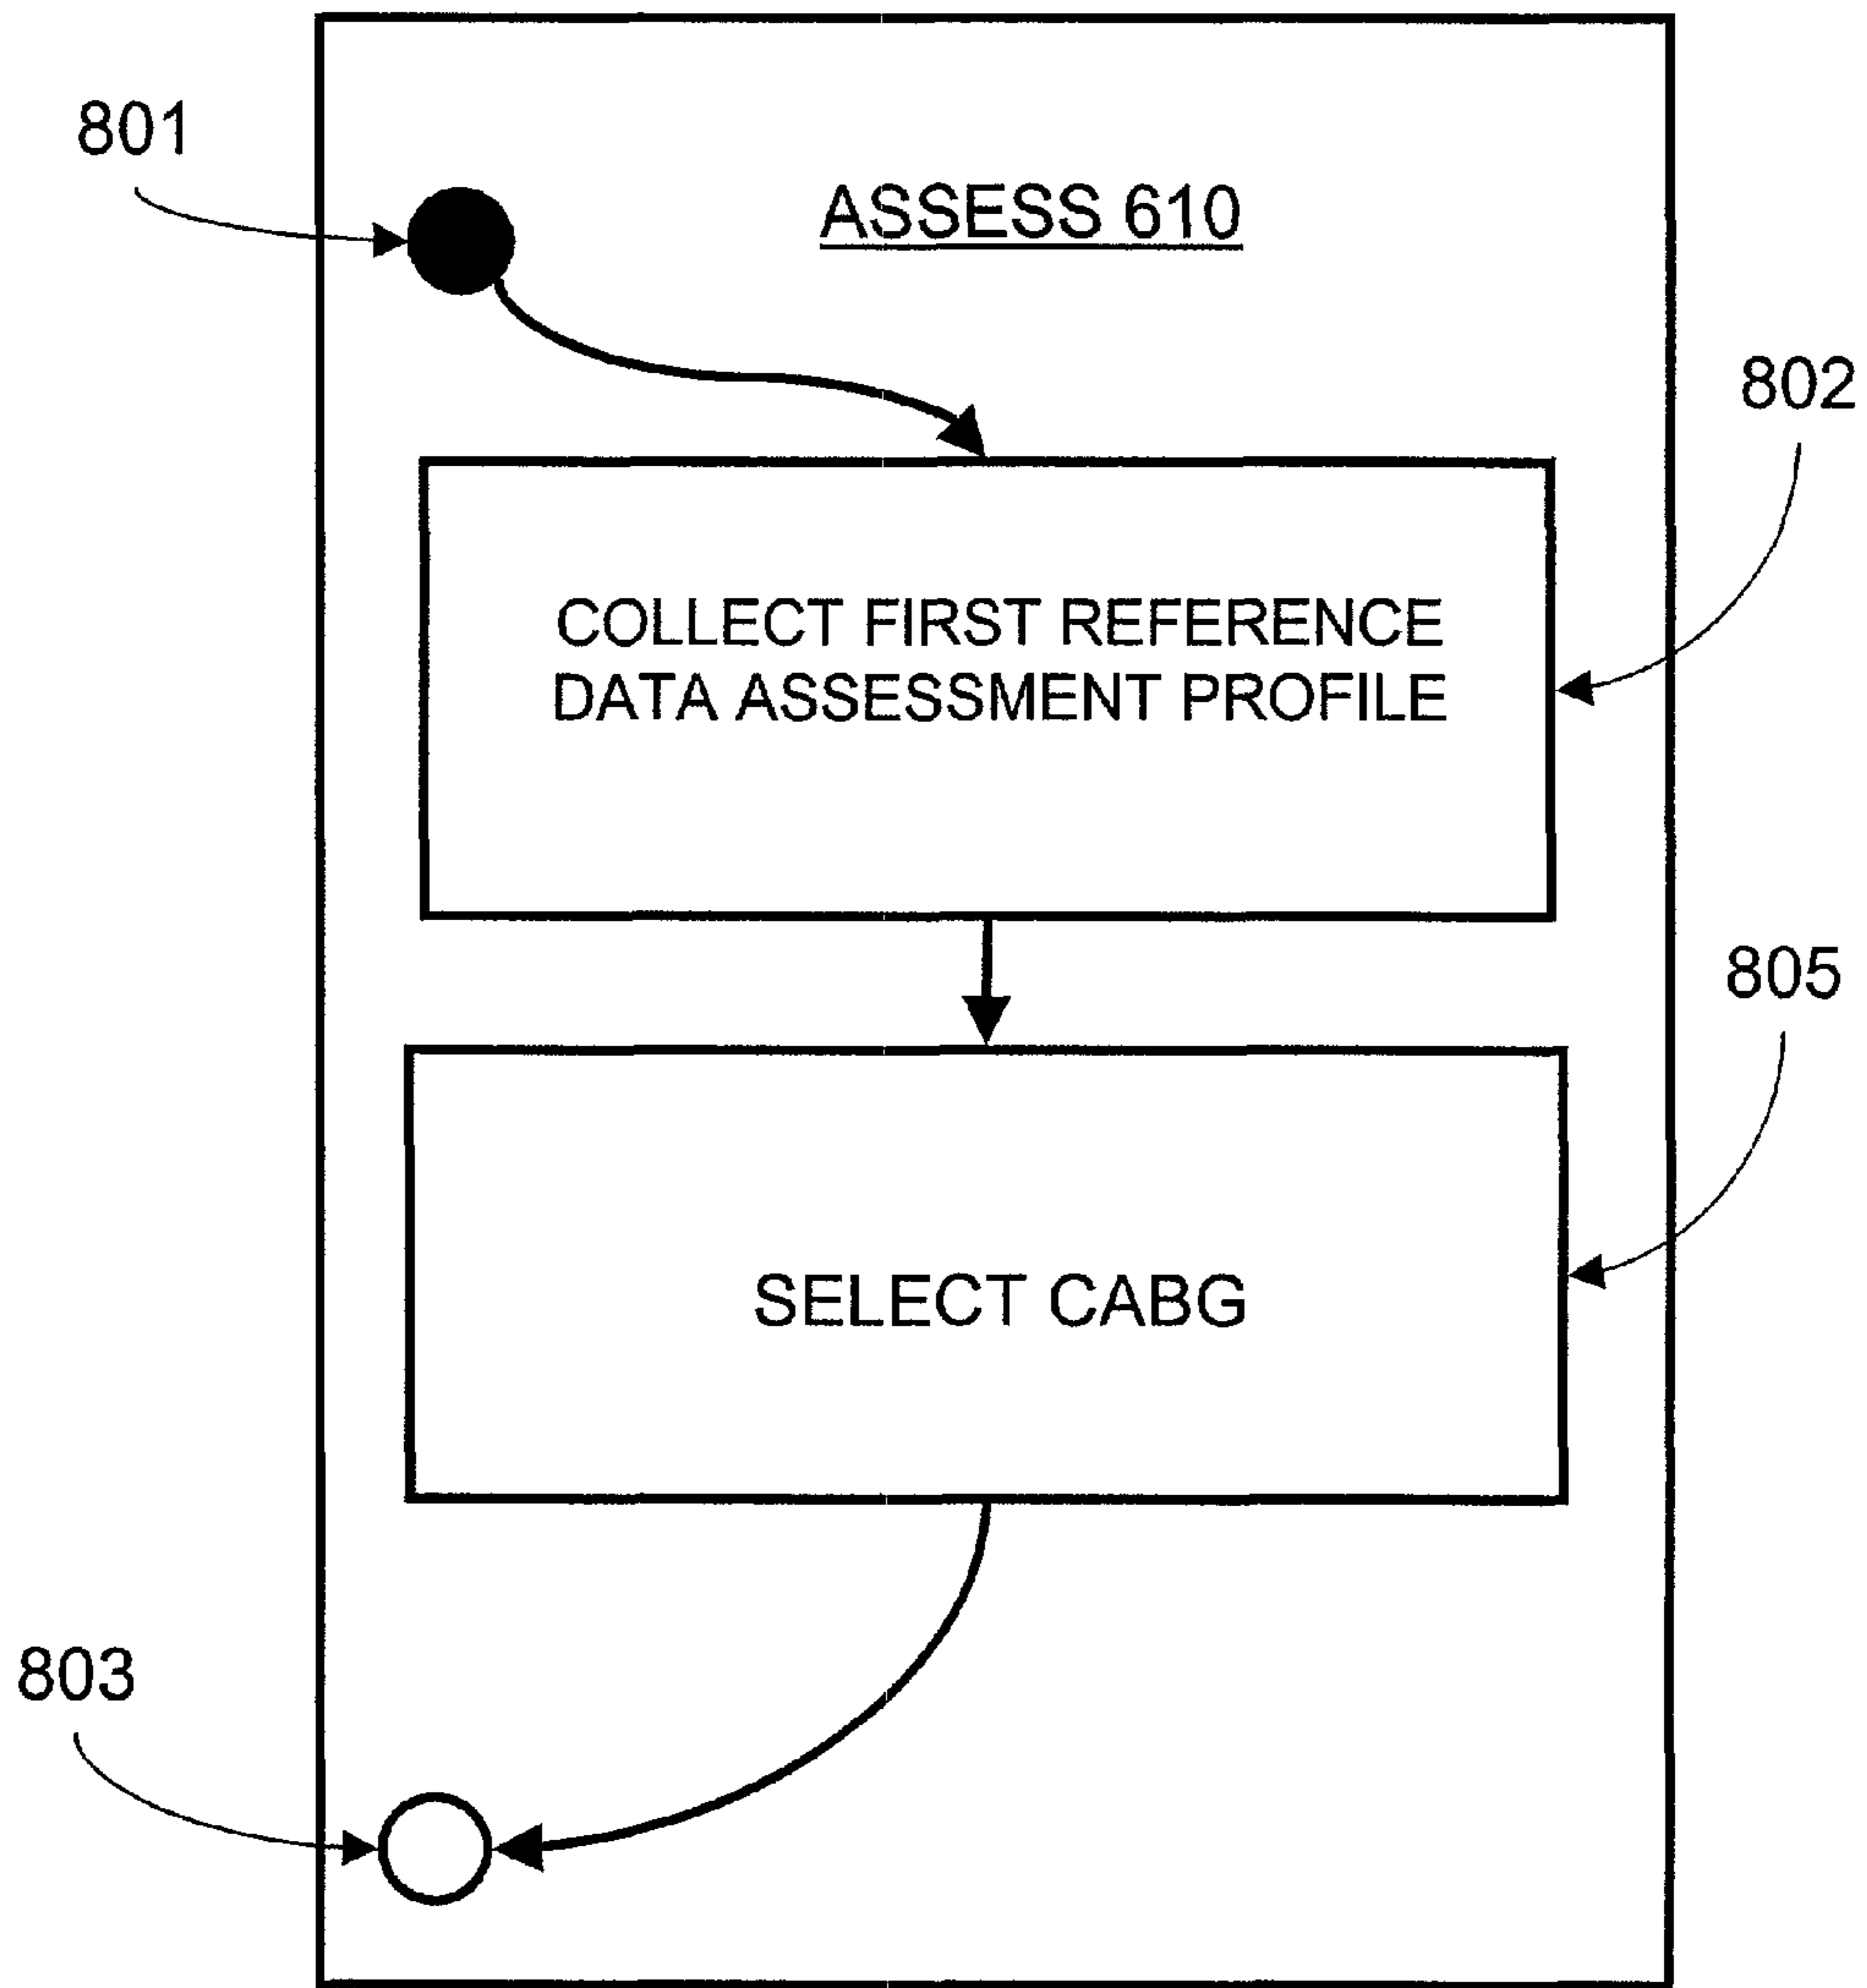 801
ASSESS 610
802
COLLECT FIRST REFERENCE
DATA ASSESSMENT PROFILE
805
SELECT CABG
803